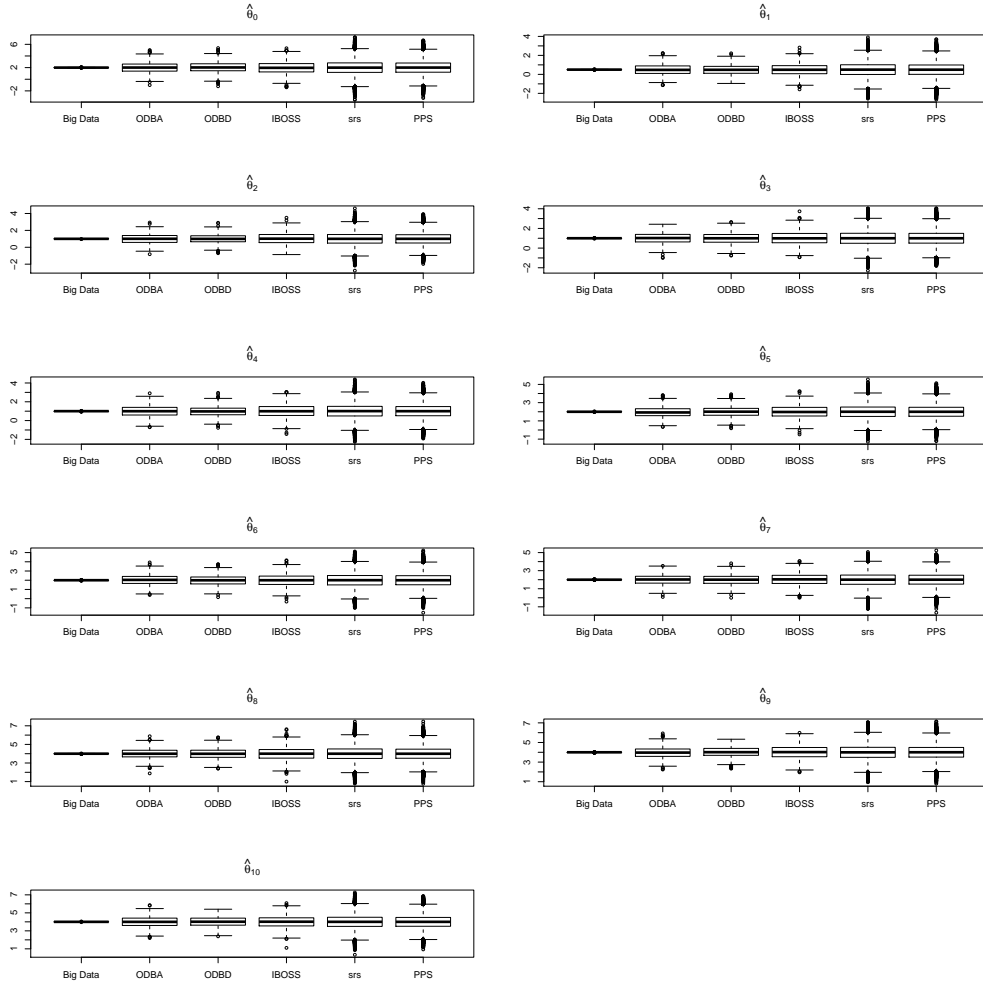 θ̂0
−2 2 6
Big Data ODBA ODBD IBOSS srs PPS
θ̂1
−2 0 2 4
Big Data ODBA ODBD IBOSS srs PPS
θ̂2
−2 0 2 4
Big Data ODBA ODBD IBOSS srs PPS
θ̂3
−2 0 1 2 3 4
Big Data ODBA ODBD IBOSS srs PPS
θ̂4
−2 0 2 4
Big Data ODBA ODBD IBOSS srs PPS
θ̂5
−1 1 3 5
Big Data ODBA ODBD IBOSS srs PPS
θ̂6
−1 1 3 5
Big Data ODBA ODBD IBOSS srs PPS
θ̂7
−1 1 3 5
Big Data ODBA ODBD IBOSS srs PPS
θ̂8
1 3 5 7
Big Data ODBA ODBD IBOSS srs PPS
θ̂9
1 3 5 7
Big Data ODBA ODBD IBOSS srs PPS
θ̂10
1 3 5 7
Big Data ODBA ODBD IBOSS srs PPS